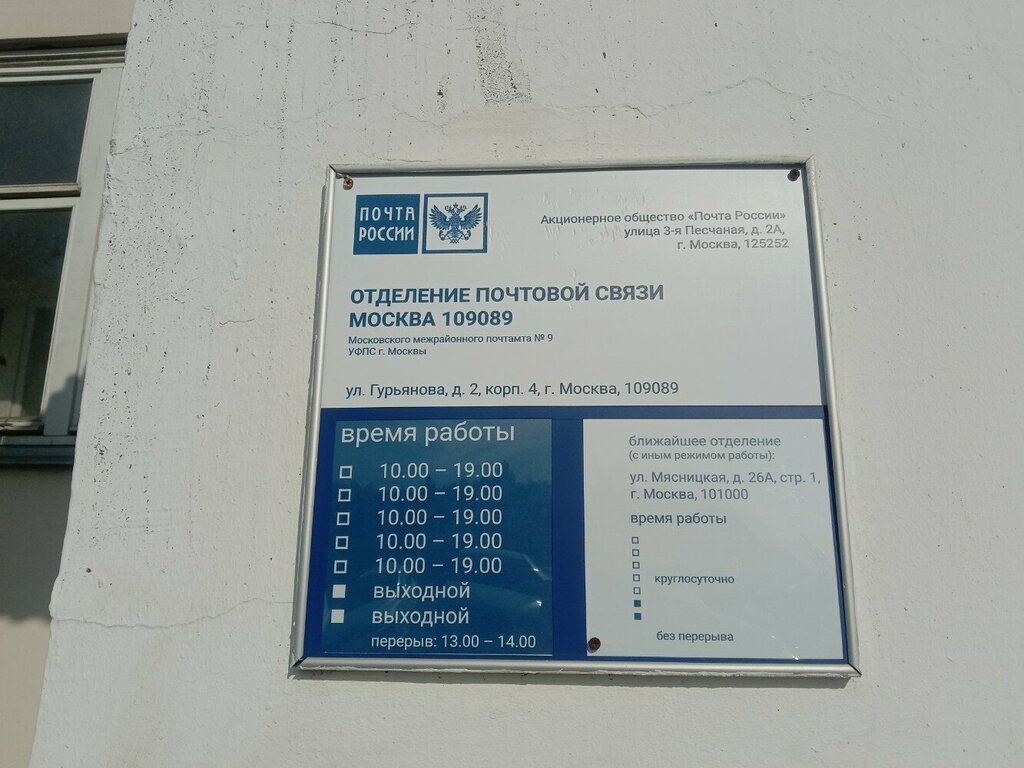 ПОЧТА
РОССИИ
Акционерное общество «Почта России»
улица 3-я Песчаная, д. 2А,
г. Москва, 125252
ОТДЕЛЕНИЕ ПОЧТОВОЙ СВЯЗИ
МОСКВА 109089
Московского межрайонного почтамта № 9
УФПС г. Москвы
ул. Гурьянова, д. 2, корп. 4, г. Москва, 109089
время работы
10.00 – 19.00
10.00 – 19.00
10.00 – 19.00
10.00 – 19.00
10.00 – 19.00
выходной
выходной
перерыв: 13.00 – 14.00
ближайшее отделение
(с иным режимом работы):
ул. Мясницкая, д. 26А, стр. 1,
г. Москва, 101000
время работы
круглосуточно
без перерыва